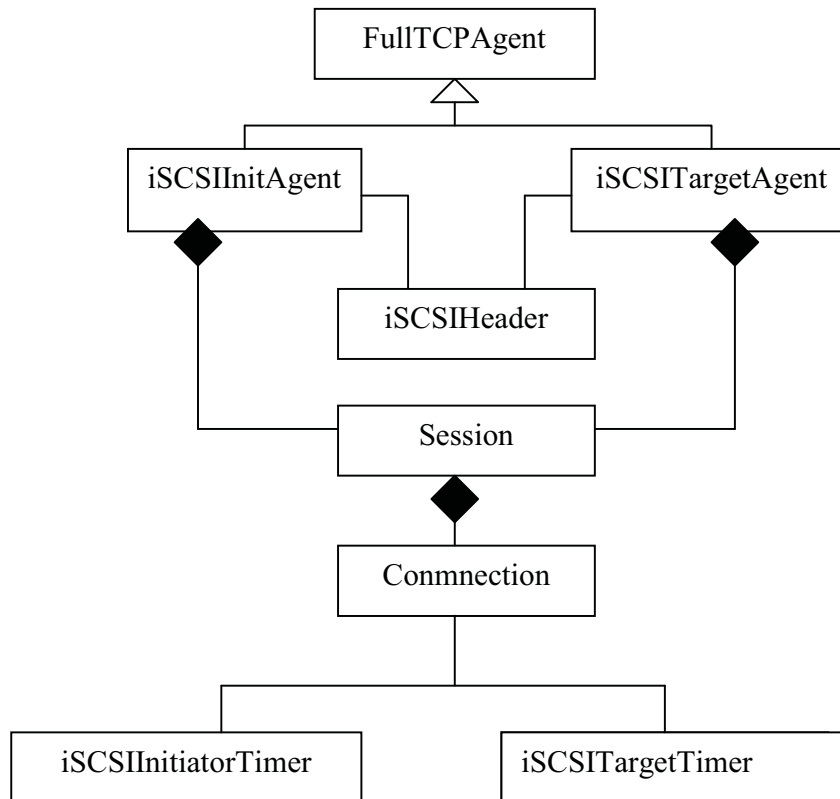 FullTCPAgent
iSCSIInitAgent
iSCSITargetAgent
iSCSIHeader
Session
Conmnection
iSCSIInitiatorTimer
iSCSITargetTimer